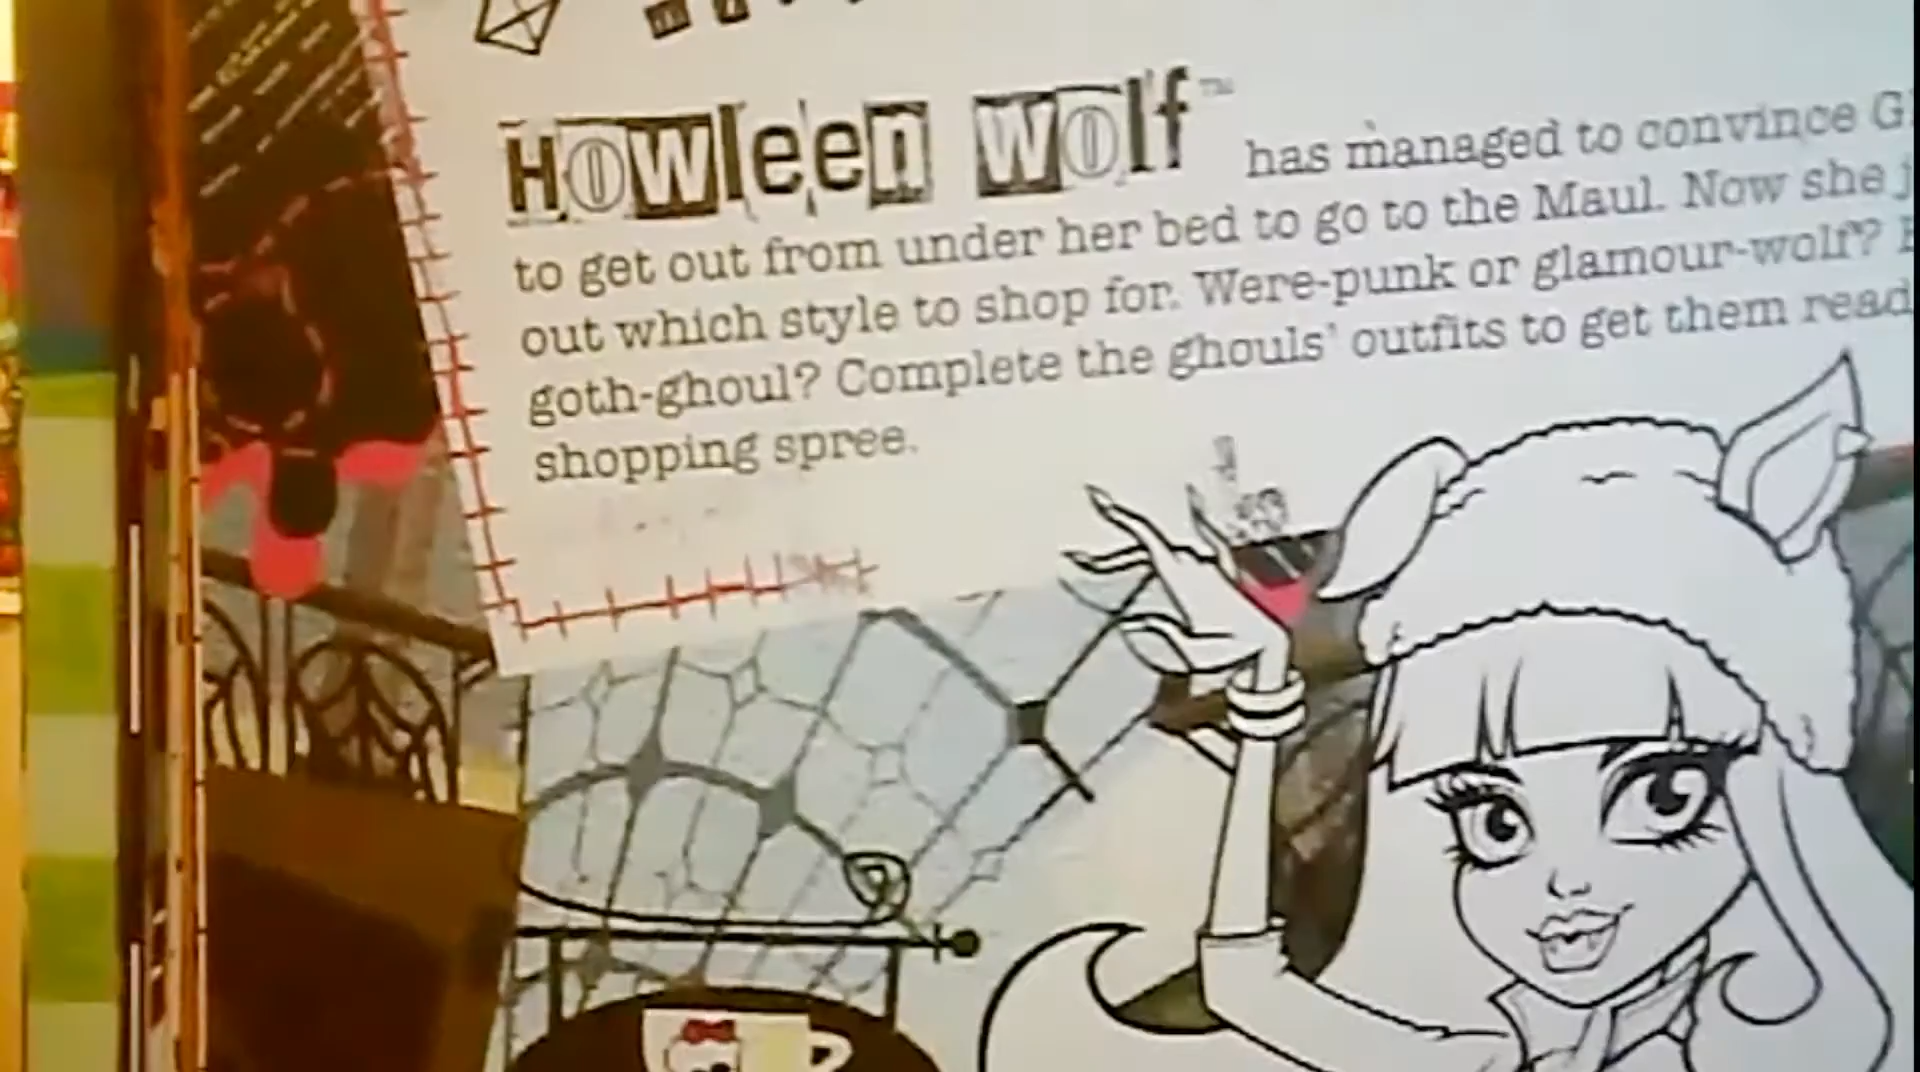 Howleen Wolf™ has managed to convince
to get out from under her bed to go to the Maul. Now she
out which style to shop for. Were-punk or glamour-wolf?
goth-ghoul? Complete the ghouls' outfits to get them
shopping spree.